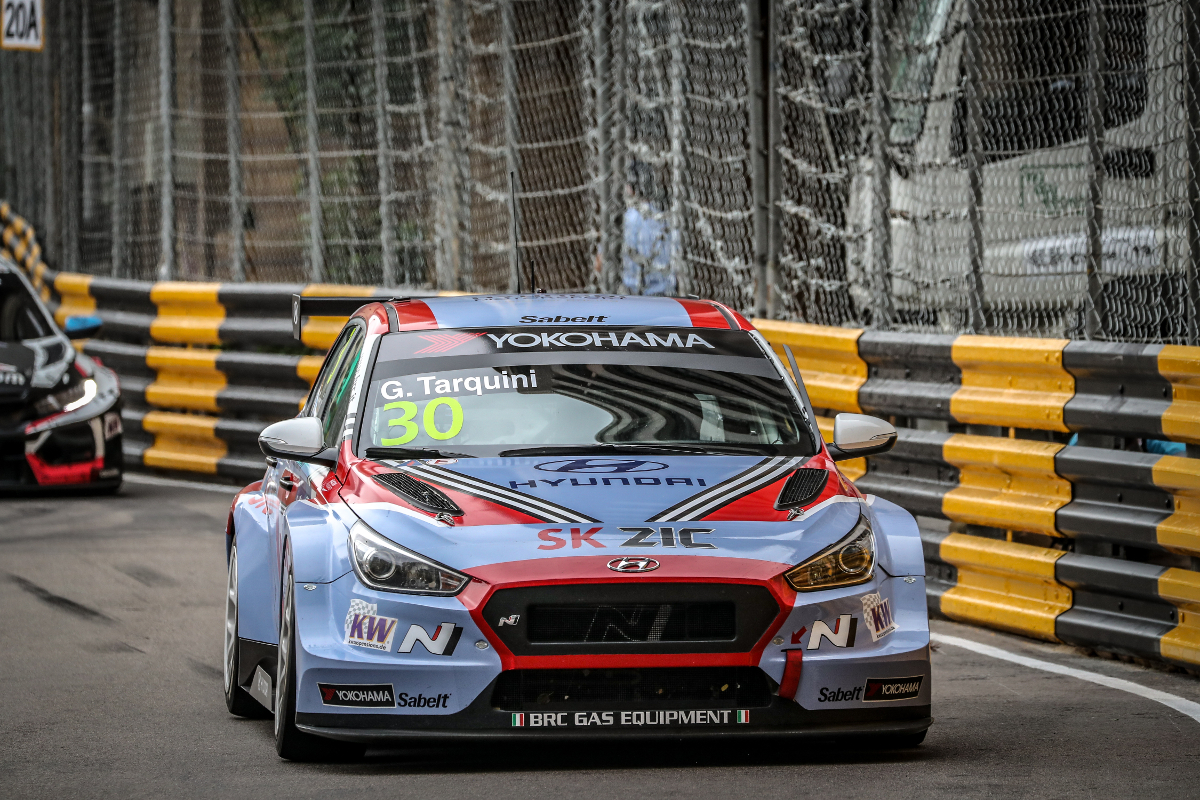 20A
Sabelt
YOKOHAMA
G. Tarquini
30
HYUNDAI
SK ZIC
N
N
KW
N
N
KW
YOKOHAMA
Sabelt
Sabelt
YOKOHAMA
BRC GAS EQUIPMENT